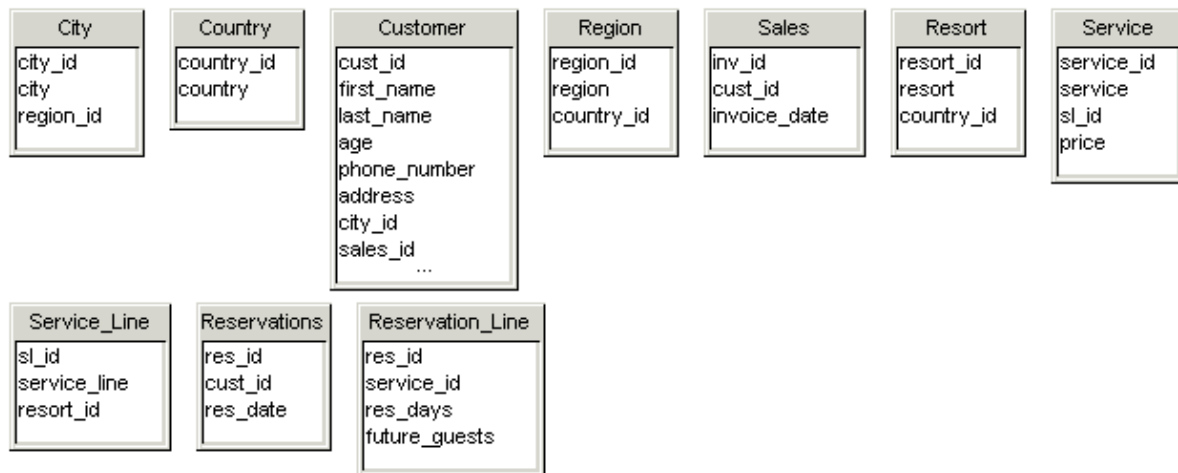 City
city_id
city
region_id
Country
country_id
country
Customer
cust_id
first_name
last_name
age
phone_number
address
city_id
sales_id
...
Region
region_id
region
country_id
Sales
inv_id
cust_id
invoice_date
Resort
resort_id
resort
country_id
Service
service_id
service
sl_id
price
Service_Line
sl_id
service_line
resort_id
Reservations
res_id
cust_id
res_date
Reservation_Line
res_id
service_id
res_days
future_guests